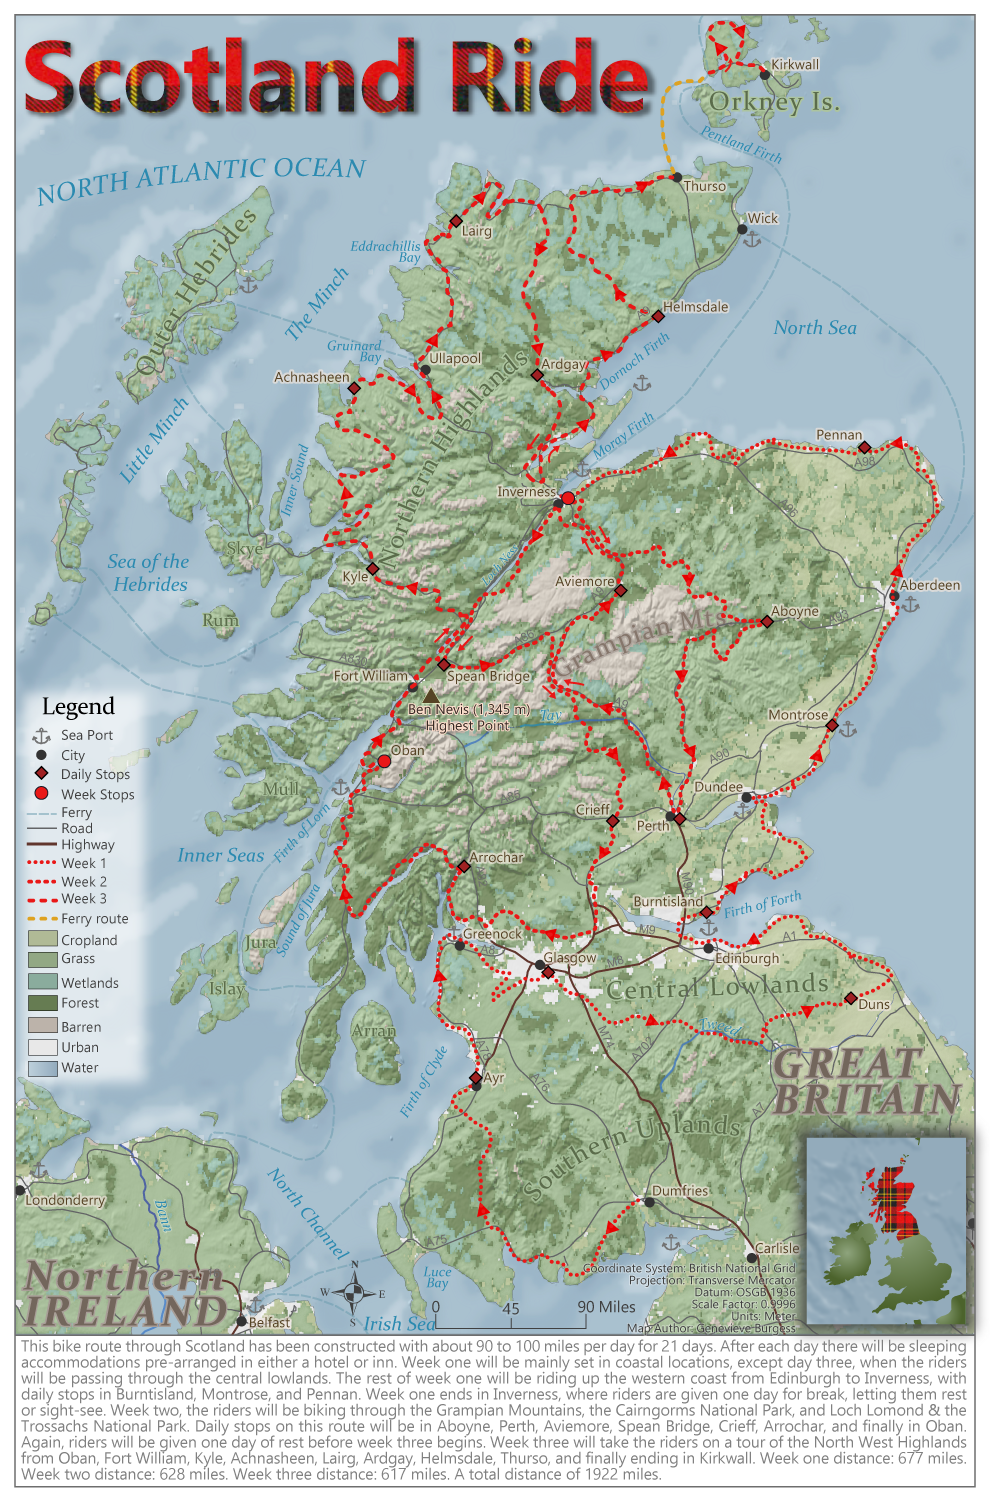 Scotland Ride
Kirkwall
Orkney Is.
Pentland Firth
NORTH ATLANTIC OCEAN
Thurso
Wick
Outer Hebrides
Lairg
Eddrachillis
Bay
The Minch
Helmsdale
North Sea
Gruinard
Bay
Ullapool
Ardgay
Dornoch Firth
Achnasheen
Little Minch
Northern Highlands
Moray Firth
Pennan
A98
Inner Sound
Inverness
Skye
Sea of the
Hebrides
Kyle
Aviemore
Aberdeen
Rum
Aboyne
A93
Grampian Mts.
Fort William
Spean Bridge
Ben Nevis (1,345 m)
Highest Point
Tay
Montrose
Oban
A90
Dundee
Mull
Crieff
Perth
Firth of Lorn
Inner Seas
Arrochar
Sound of Jura
Burntisland
Firth of Forth
M90
Jura
Greenock
M9
A1
A8
Glasgow
M8
Edinburgh
Islay
Central Lowlands
Duns
Arran
Tweed
Firth of Clyde
A78
M74
A702
Ayr
A76
A7
GREAT
BRITAIN
Southern Uplands
Londonderry
Bann
North Channel
Dumfries
A75
Carlisle
Luce
Bay
Northern
IRELAND
Belfast
Irish Sea
N
W
E
S
0
45
90 Miles
Coordinate System: British National Grid
Projection: Transverse Mercator
Datum: OSGB 1936
Scale Factor: 0.9996
Units: Meter
Map Author: Genevieve Burgess
Legend
Sea Port
City
Daily Stops
Week Stops
Ferry
Road
Highway
Week 1
Week 2
Week 3
Ferry route
Cropland
Grass
Wetlands
Forest
Barren
Urban
Water
This bike route through Scotland has been constructed with about 90 to 100 miles per day for 21 days. After each day there will be sleeping
accommodations pre-arranged in either a hotel or inn. Week one will be mainly set in coastal locations, except day three, when the riders
will be passing through the central lowlands. The rest of week one will be riding up the western coast from Edinburgh to Inverness, with
daily stops in Burntisland, Montrose, and Pennan. Week one ends in Inverness, where riders are given one day for break, letting them rest
or sight-see. Week two, the riders will be biking through the Grampian Mountains, the Cairngorms National Park, and Loch Lomond & the
Trossachs National Park. Daily stops on this route will be in Aboyne, Perth, Aviemore, Spean Bridge, Crieff, Arrochar, and finally in Oban.
Again, riders will be given one day of rest before week three begins. Week three will take the riders on a tour of the North West Highlands
from Oban, Fort William, Kyle, Achnasheen, Lairg, Ardgay, Helmsdale, Thurso, and finally ending in Kirkwall. Week one distance: 677 miles.
Week two distance: 628 miles. Week three distance: 617 miles. A total distance of 1922 miles.